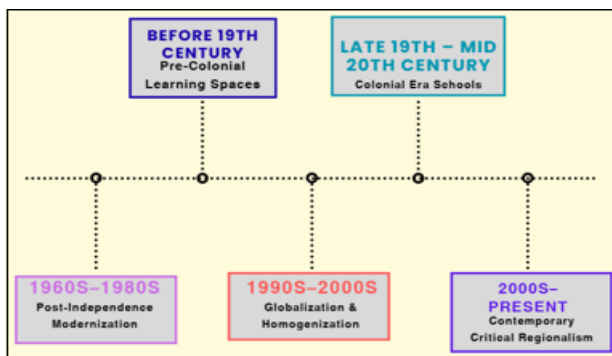 BEFORE 19TH
CENTURY
Pre-Colonial
Learning Spaces
LATE 19TH – MID
20TH CENTURY
Colonial Era Schools
1960S–1980S
Post-Independence
Modernization
1990S–2000S
Globalization &
Homogenization
2000S–
PRESENT
Contemporary
Critical Regionalism